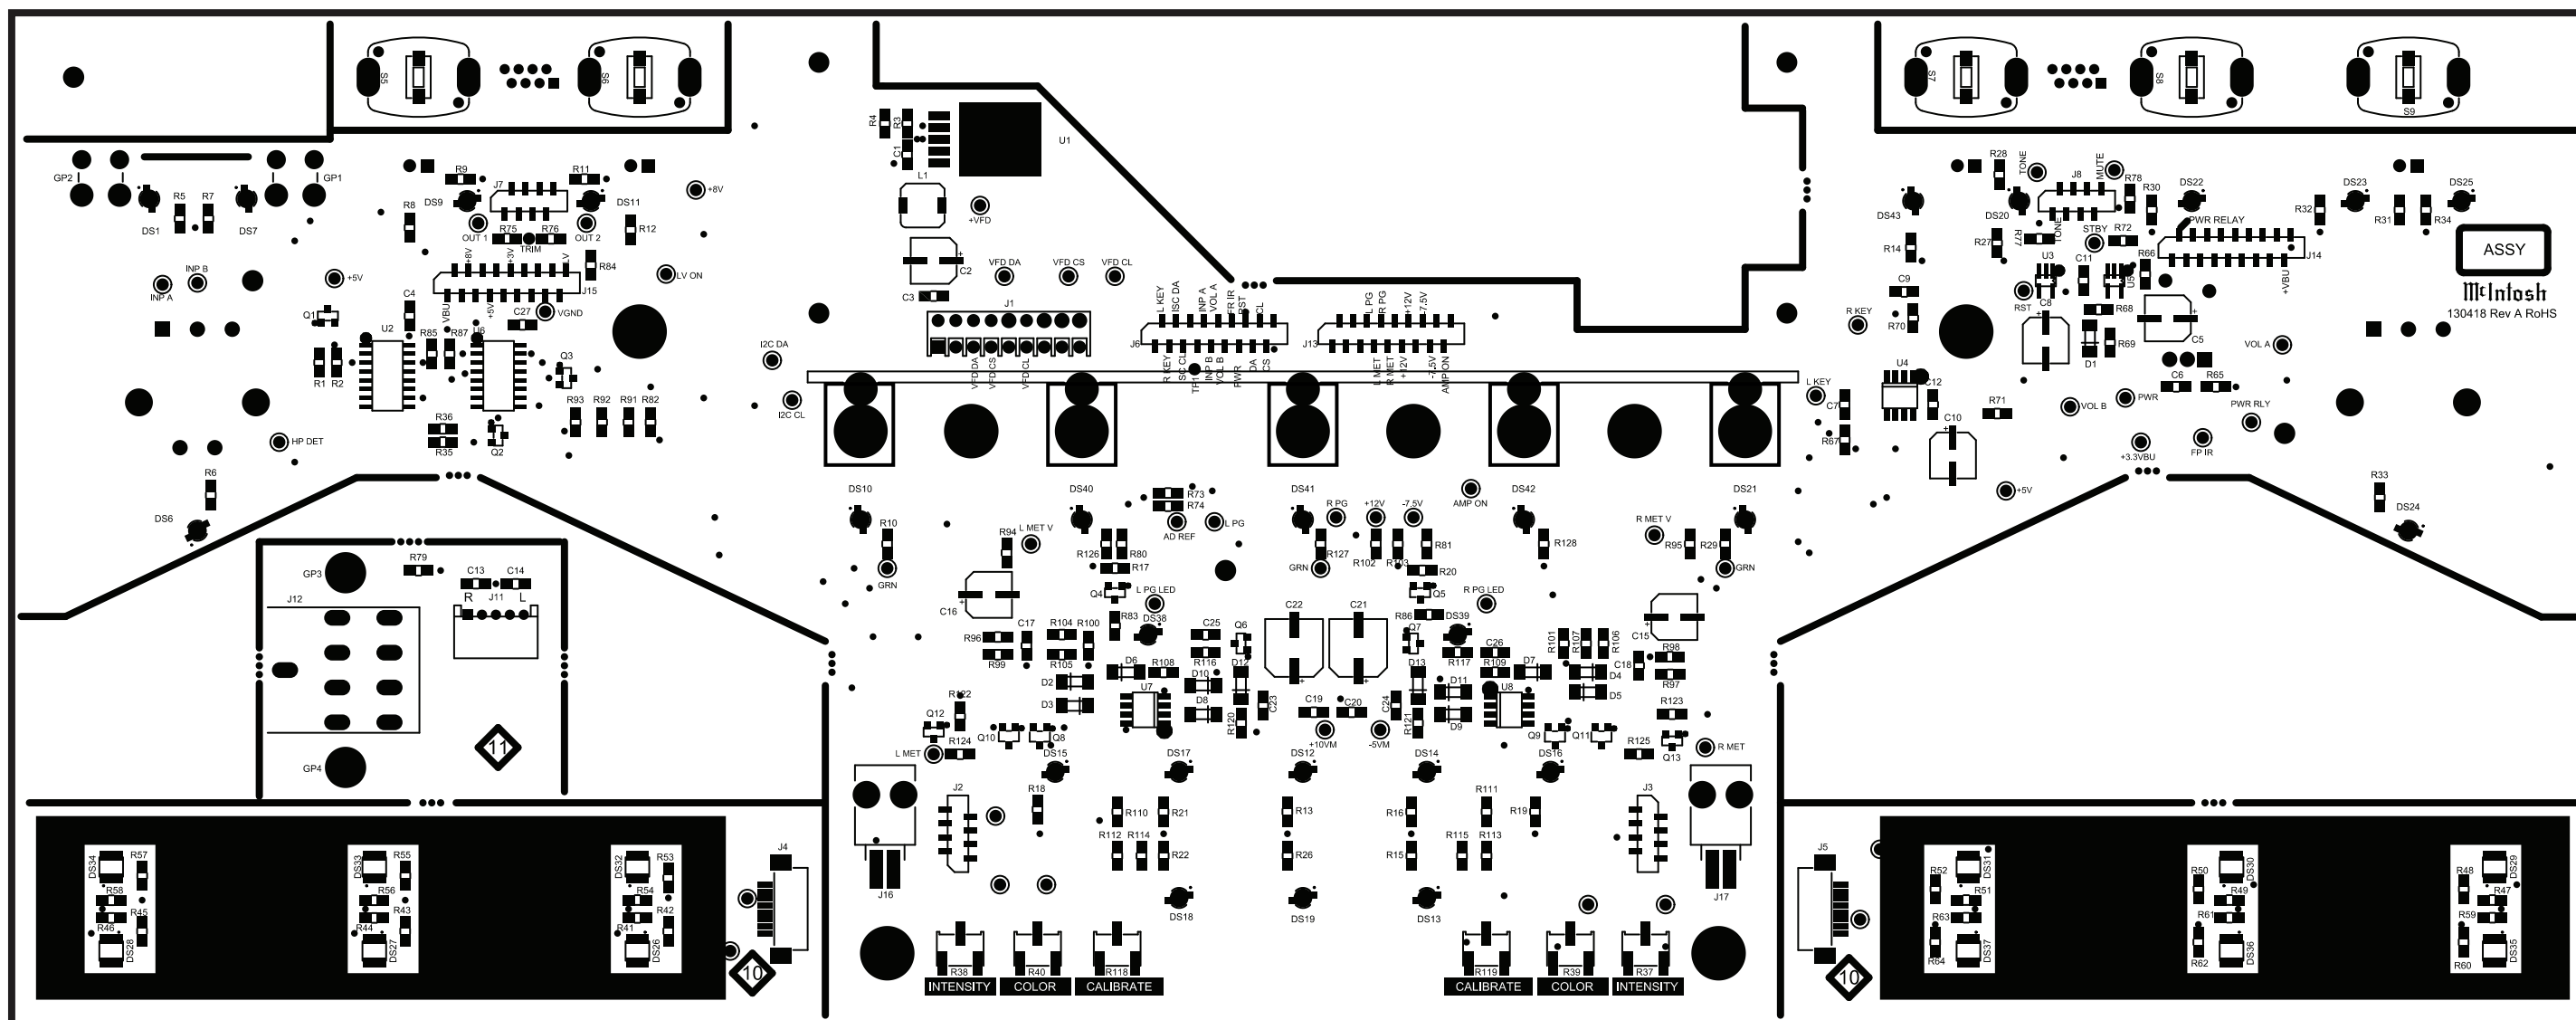 S5
S6
S7
S8
S9
R4
R3
C1
U1
GP2
GP1
R5
R7
DS1
DS7
R9
R11
J7
DS9
DS11
+8V
R8
R12
OUT 1
R75
R76
OUT 2
TRIM
+8V
+3V
LV
R84
LV ON
INP B
INP A
+5V
J15
VBU
+5V
VGND
C4
C27
Q1
U2
R85
R87
U6
Q3
R1
R2
R93
R92
R91
R82
R36
R35
Q2
HP DET
R6
DS6
L1
+VFD
C2
C3
VFD DA
VFD CS
VFD CL
J1
VFD DA
VFD CS
VFD CL
I2C DA
I2C CL
L KEY
ISC DA
INP A
VOL A
FR IR
RST
CL
J6
R KEY
SC CL
TP1
INP B
VOL B
PWR
DA
CS
L PG
R PG
+12V
-7.5V
J13
L MET
R MET
+12V
-7.5V
AMP ON
R28
TONE
MUTE
J8
R78
R30
DS22
DS23
DS25
DS43
DS20
R32
R31
R34
PWR RELAY
R14
R27
R77
TONE
STBY
R72
J14
+VBU
ASSY
McIntosh
130418 Rev A RoHS
U3
C11
U5
R66
C9
RST
C8
R68
R70
R KEY
D1
R69
C5
VOL A
U4
C12
C6
R65
L KEY
C7
C10
R71
VOL B
PWR
PWR RLY
R67
+3.3VBU
FP IR
+5V
R33
DS24
DS10
DS40
DS41
DS42
DS21
R73
R74
R10
R94
L MET V
AD REF
L PG
R PG
+12V
-7.5V
AMP ON
R MET V
R126
R80
R17
R127
R102
R103
R81
R128
R95
R29
GRN
GRN
R20
GRN
Q4
L PG LED
Q5
R PG LED
C16
R83
DS38
C22
C21
R86
DS39
C15
R96
C17
R104
R100
C25
Q6
Q7
C26
R101
R107
R106
R99
R105
R116
R117
R98
R97
D6
R108
D12
D13
R109
D7
C18
D2
D10
D11
D4
D3
U7
D8
C23
C19
C20
C24
D9
U8
D5
R122
R120
R121
R123
Q12
Q10
Q8
+10VM
-5VM
Q9
Q11
Q13
L MET
R124
R125
R MET
DS15
DS17
DS12
DS14
DS16
J2
R18
R110
R21
R13
R16
R111
R19
J3
R112
R114
R22
R26
R15
R115
R113
J16
DS18
DS19
DS13
J17
R38
R40
R118
R119
R39
R37
INTENSITY
COLOR
CALIBRATE
CALIBRATE
COLOR
INTENSITY
GP3
R79
C13
C14
J12
R
J11
L
GP4
11
DS34
R57
R58
R45
R46
DS28
DS33
R55
R56
R43
R44
DS27
DS32
R53
R54
R42
R41
DS26
J4
10
J5
10
R52
DS31
R51
R63
R64
DS37
R50
DS30
R49
R61
R62
DS36
R48
DS29
R47
R59
R60
DS35